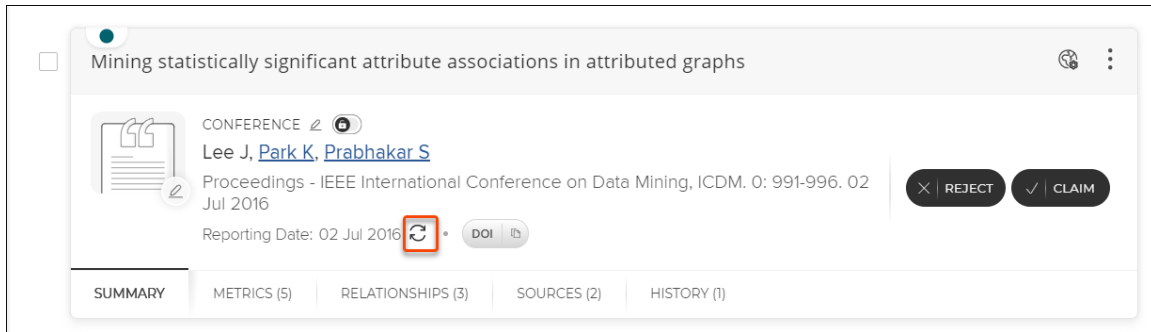 Mining statistically significant attribute associations in attributed graphs
CONFERENCE
Lee J, Park K, Prabhakar S
Proceedings - IEEE International Conference on Data Mining, ICDM. 0: 991-996. 02
Jul 2016
REJECT
CLAIM
Reporting Date: 02 Jul 2016
DOI
SUMMARY METRICS (5) RELATIONSHIPS (3) SOURCES (2) HISTORY (1)